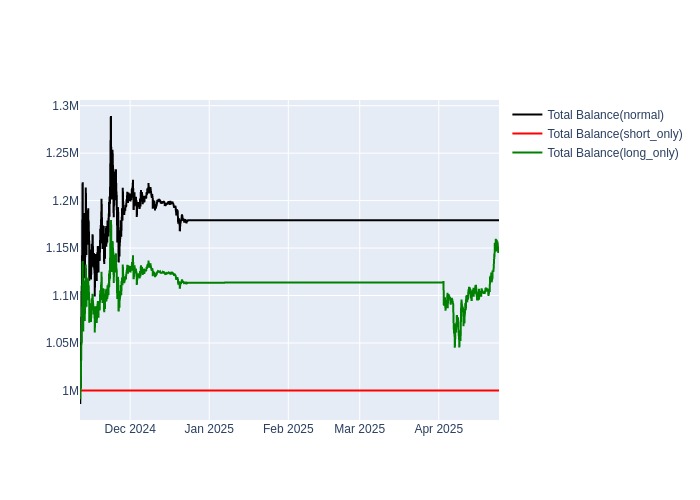 1.3M
1.25M
1.2M
1.15M
1.1M
1.05M
1M
Dec 2024
Jan 2025
Feb 2025
Mar 2025
Apr 2025
Total Balance(normal)
Total Balance(short_only)
Total Balance(long_only)